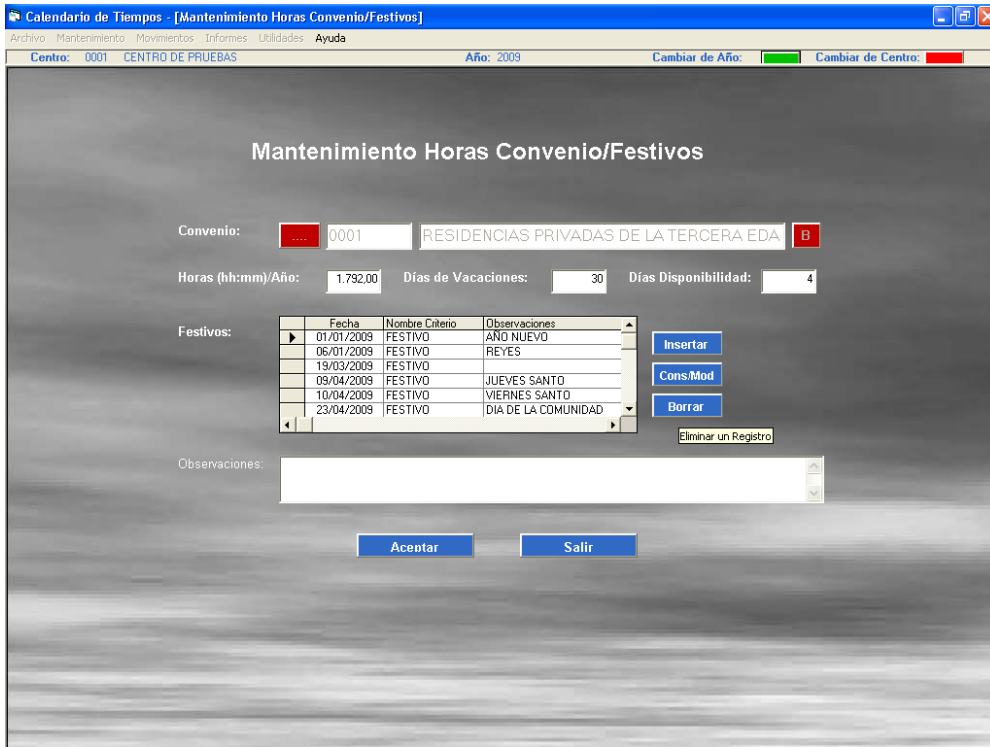 Calendario de Tiempos - [Mantenimiento Horas Convenio/Festivos]
Archivo Mantenimiento Movimientos Informes Utilidades Ayuda
Centro: 0001 CENTRO DE PRUEBAS Año: 2009 Cambiar de Año: Cambiar de Centro:
Mantenimiento Horas Convenio/Festivos
Convenio: .... 0001 RESIDENCIAS PRIVADAS DE LA TERCERA EDA B
Horas (hh:mm)/Año: 1.792,00 Días de Vacaciones: 30 Días Disponibilidad: 4
Festivos:
Fecha Nombre Criterio Observaciones
01/01/2009 FESTIVO AÑO NUEVO
06/01/2009 FESTIVO REYES
19/03/2009 FESTIVO
09/04/2009 FESTIVO JUEVES SANTO
10/04/2009 FESTIVO VIERNES SANTO
23/04/2009 FESTIVO DIA DE LA COMUNIDAD
Insertar
Cons/Mod
Borrar
Eliminar un Registro
Observaciones:
Aceptar Salir